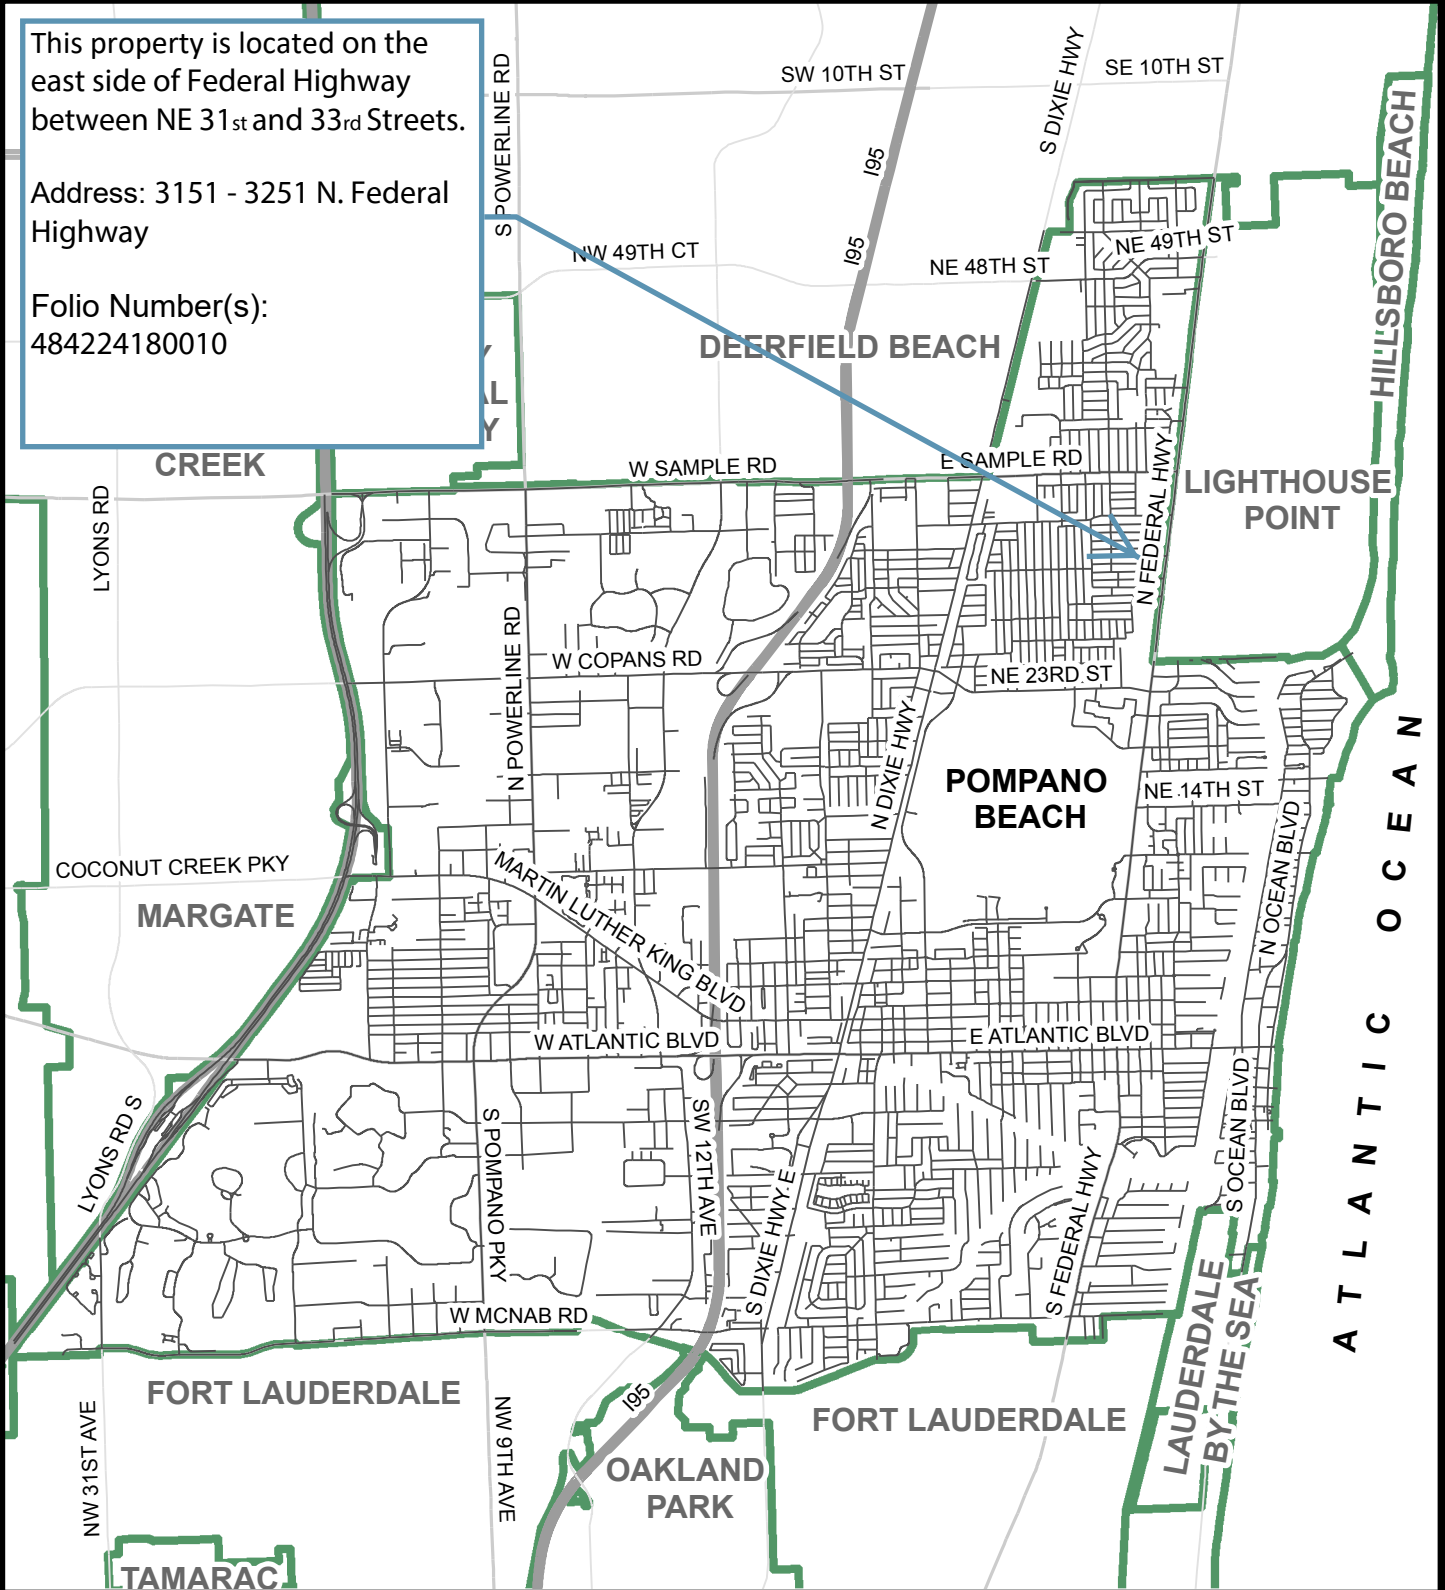 This property is located on the
east side of Federal Highway
between NE 31st and 33rd Streets.
Address: 3151 - 3251 N. Federal
Highway
Folio Number(s):
484224180010
S POWERLINE RD
SW 10TH ST
SE 10TH ST
S DIXIE HWY
I95
I95
HILLSBORO BEACH
NW 49TH CT
NE 48TH ST
NE 49TH ST
DEERFIELD BEACH
Y
AL
Y
CREEK
W SAMPLE RD
E SAMPLE RD
N FEDERAL HWY
LIGHTHOUSE
POINT
LYONS RD
N POWERLINE RD
W COPANS RD
NE 23RD ST
N DIXIE HWY
POMPANO
BEACH
NE 14TH ST
N OCEAN BLVD
ATLANTIC OCEAN
COCONUT CREEK PKY
MARGATE
MARTIN LUTHER KING BLVD
W ATLANTIC BLVD
E ATLANTIC BLVD
LYONS RD S
S POMPANO PKY
SW 12TH AVE
S DIXIE HWY E
S FEDERAL HWY
S OCEAN BLVD
W MCNAB RD
FORT LAUDERDALE
FORT LAUDERDALE
LAUDERDALE
BY THE SEA
I95
NW 31ST AVE
NW 9TH AVE
OAKLAND
PARK
TAMARAC